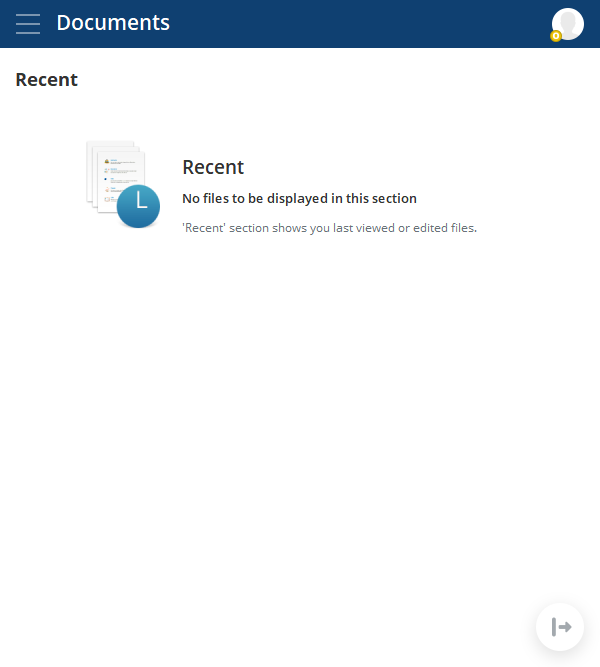 Documents
Recent
Recent
No files to be displayed in this section
'Recent' section shows you last viewed or edited files.